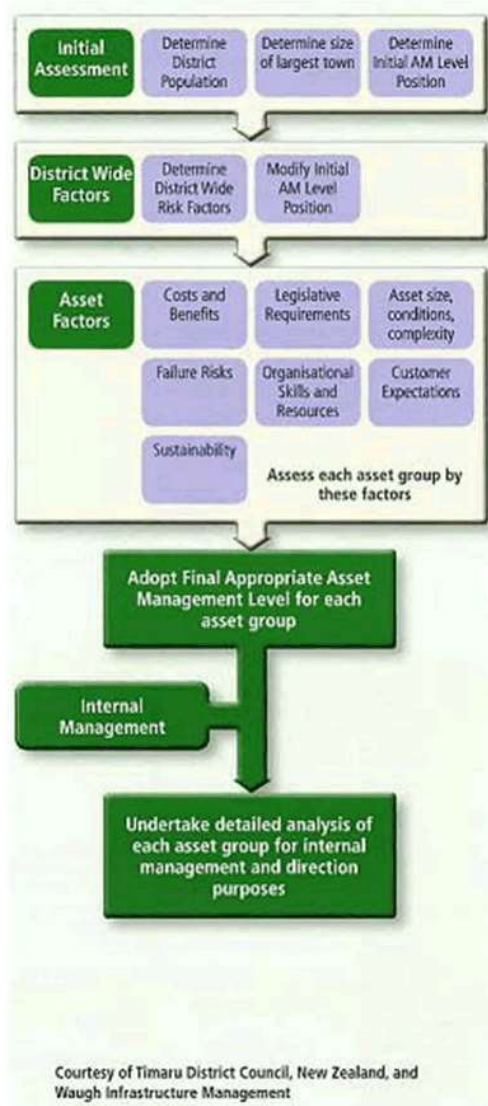 Initial
Assessment
Determine
District
Population
Determine size
of largest town
Determine
Initial AM Level
Position
District Wide
Factors
Determine
District Wide
Risk Factors
Modify Initial
AM Level
Position
Asset
Factors
Costs and
Benefits
Legislative
Requirements
Asset size,
conditions,
complexity
Failure Risks
Organisational
Skills and
Resources
Customer
Expectations
Sustainability
Assess each asset group by
these factors
Adopt Final Appropriate Asset
Management Level for each
asset group
Internal
Management
Undertake detailed analysis of
each asset group for internal
management and direction
purposes
Courtesy of Timaru District Council, New Zealand, and
Waugh Infrastructure Management